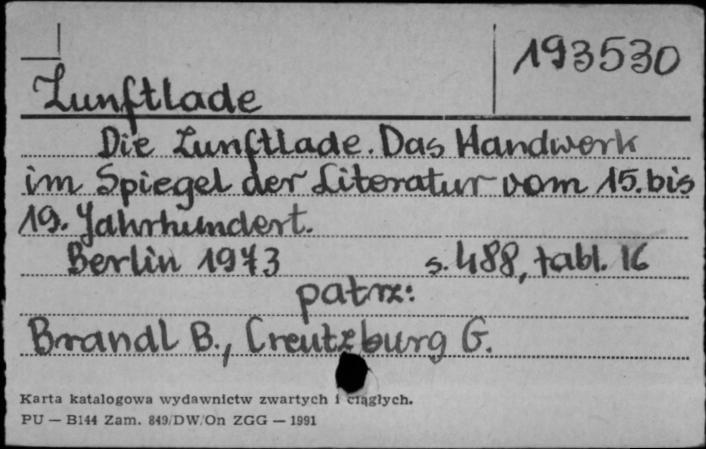 193530
Zunftlade
Die Zunftlade. Das Handwerk
im Spiegel der Literatur vom 15. bis
19. Jahrhundert.
Berlin 1973 s. 488, tabl. 16
patrz:
Brandl B., Creutzburg G.
Karta katalogowa wydawnictw zwartych i ciągłych.
PU — B144 Zam. 849/DW/On ZGG — 1991